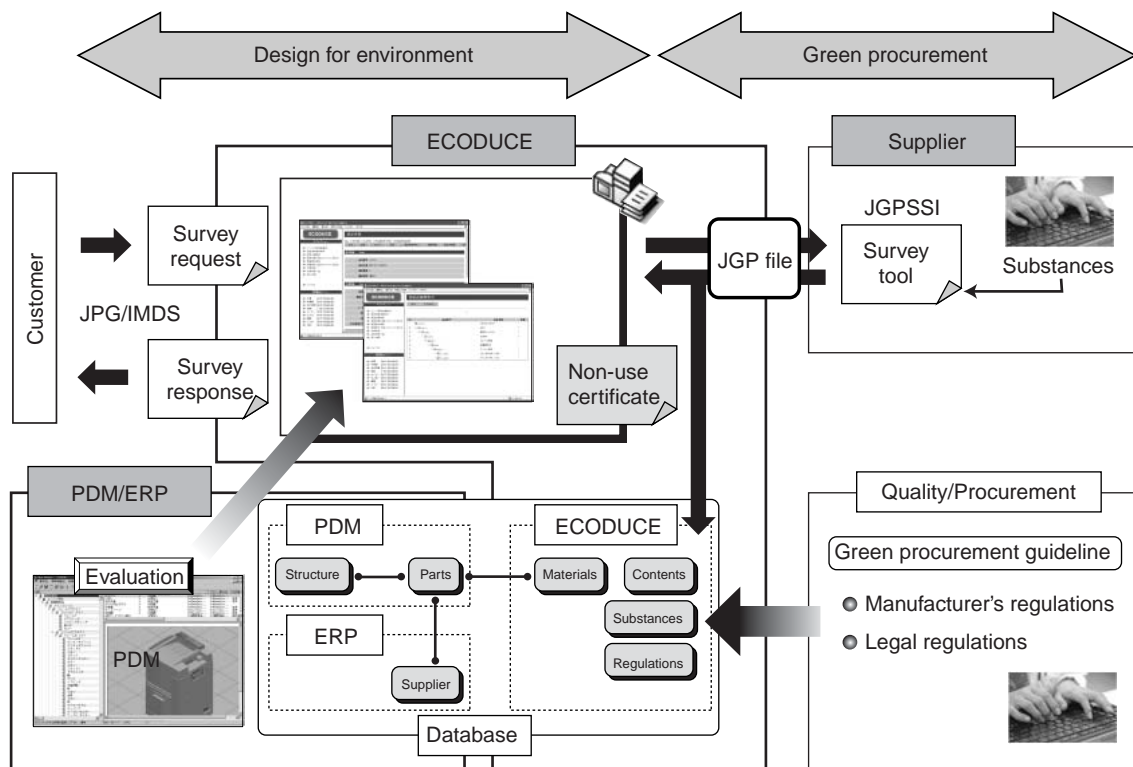 Design for environment
Green procurement
ECODUCE
Supplier
Customer
Survey
request
JPG/IMDS
Survey
response
Non-use
certificate
JGP file
JGPSSI
Survey
tool
Substances
PDM/ERP
Evaluation
PDM
PDM
Structure
Parts
ERP
Supplier
ECODUCE
Materials
Contents
Substances
Regulations
Database
Quality/Procurement
Green procurement guideline
Manufacturer's regulations
Legal regulations